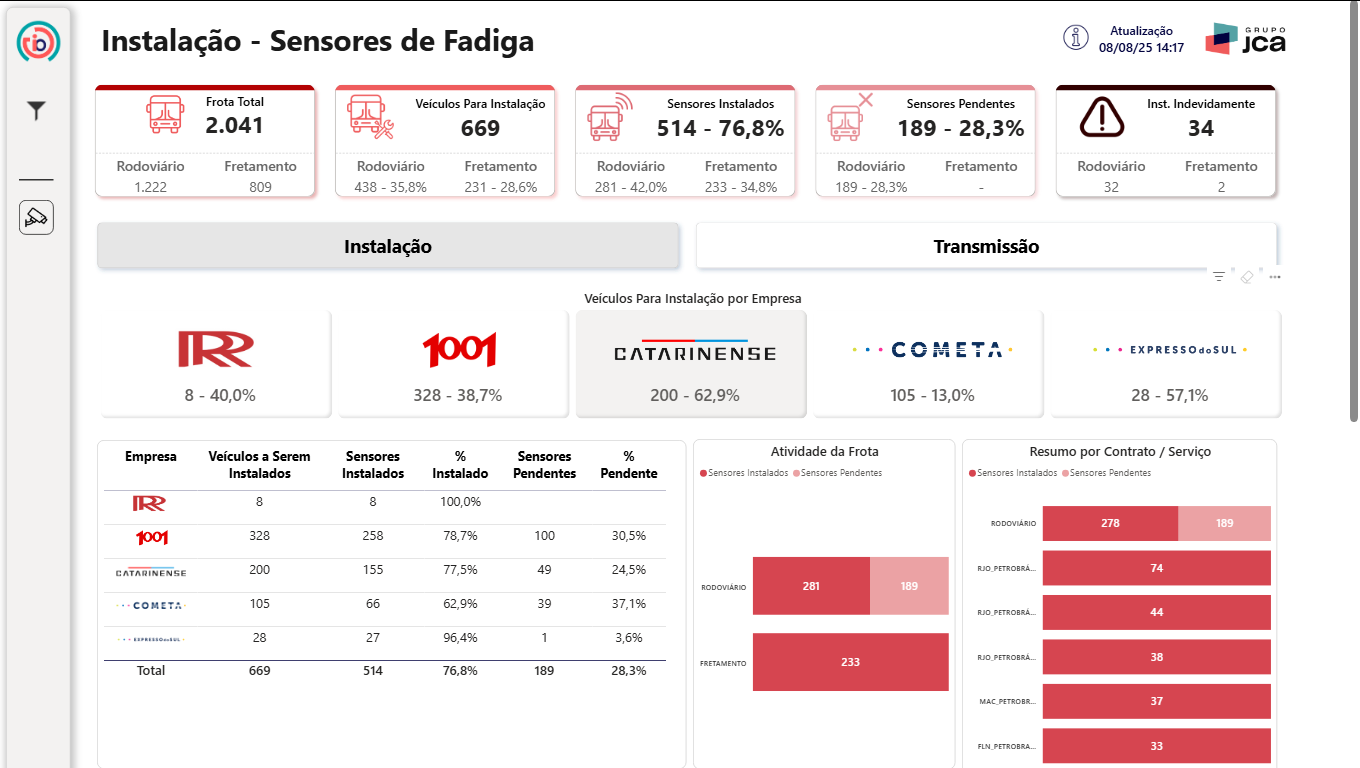 Instalação - Sensores de Fadiga
Atualização
08/08/25 14:17
GRUPO
jca
Frota Total
2.041
Rodoviário Fretamento
1.222 809
Veículos Para Instalação
669
Rodoviário Fretamento
438 - 35,8% 231 - 28,6%
Sensores Instalados
514 - 76,8%
Rodoviário Fretamento
281 - 42,0% 233 - 34,8%
Sensores Pendentes
189 - 28,3%
Rodoviário Fretamento
189 - 28,3% -
Inst. Indevidamente
34
Rodoviário Fretamento
32 2
Instalação
Transmissão
Veículos Para Instalação por Empresa
RR
8 - 40,0%
1001
328 - 38,7%
CATARINENSE
200 - 62,9%
COMETA
105 - 13,0%
EXPRESSOdoSUL
28 - 57,1%
Empresa Veículos a Serem Instalados Sensores Instalados % Instalado Sensores Pendentes % Pendente
RR 8 8 100,0%
1001 328 258 78,7% 100 30,5%
CATARINENSE 200 155 77,5% 49 24,5%
COMETA 105 66 62,9% 39 37,1%
EXPRESSOdoSUL 28 27 96,4% 1 3,6%
Total 669 514 76,8% 189 28,3%
Atividade da Frota
Sensores Instalados Sensores Pendentes
RODOVIÁRIO 281 189
FRETAMENTO 233
Resumo por Contrato / Serviço
Sensores Instalados Sensores Pendentes
RODOVIÁRIO 278 189
RJO_PETROBRÁ... 74
RJO_PETROBRÁ... 44
RJO_PETROBRÁ... 38
MAC_PETROBR... 37
FLN_PETROBRA... 33